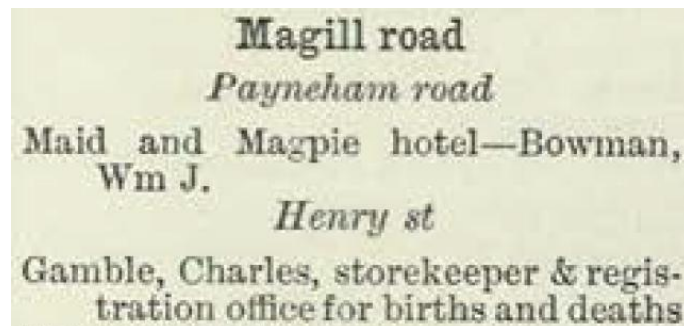 Magill road
Payneham road
Maid and Magpie hotel—Bowman,
Wm J.
Henry st
Gamble, Charles, storekeeper & regis-
tration office for births and deaths